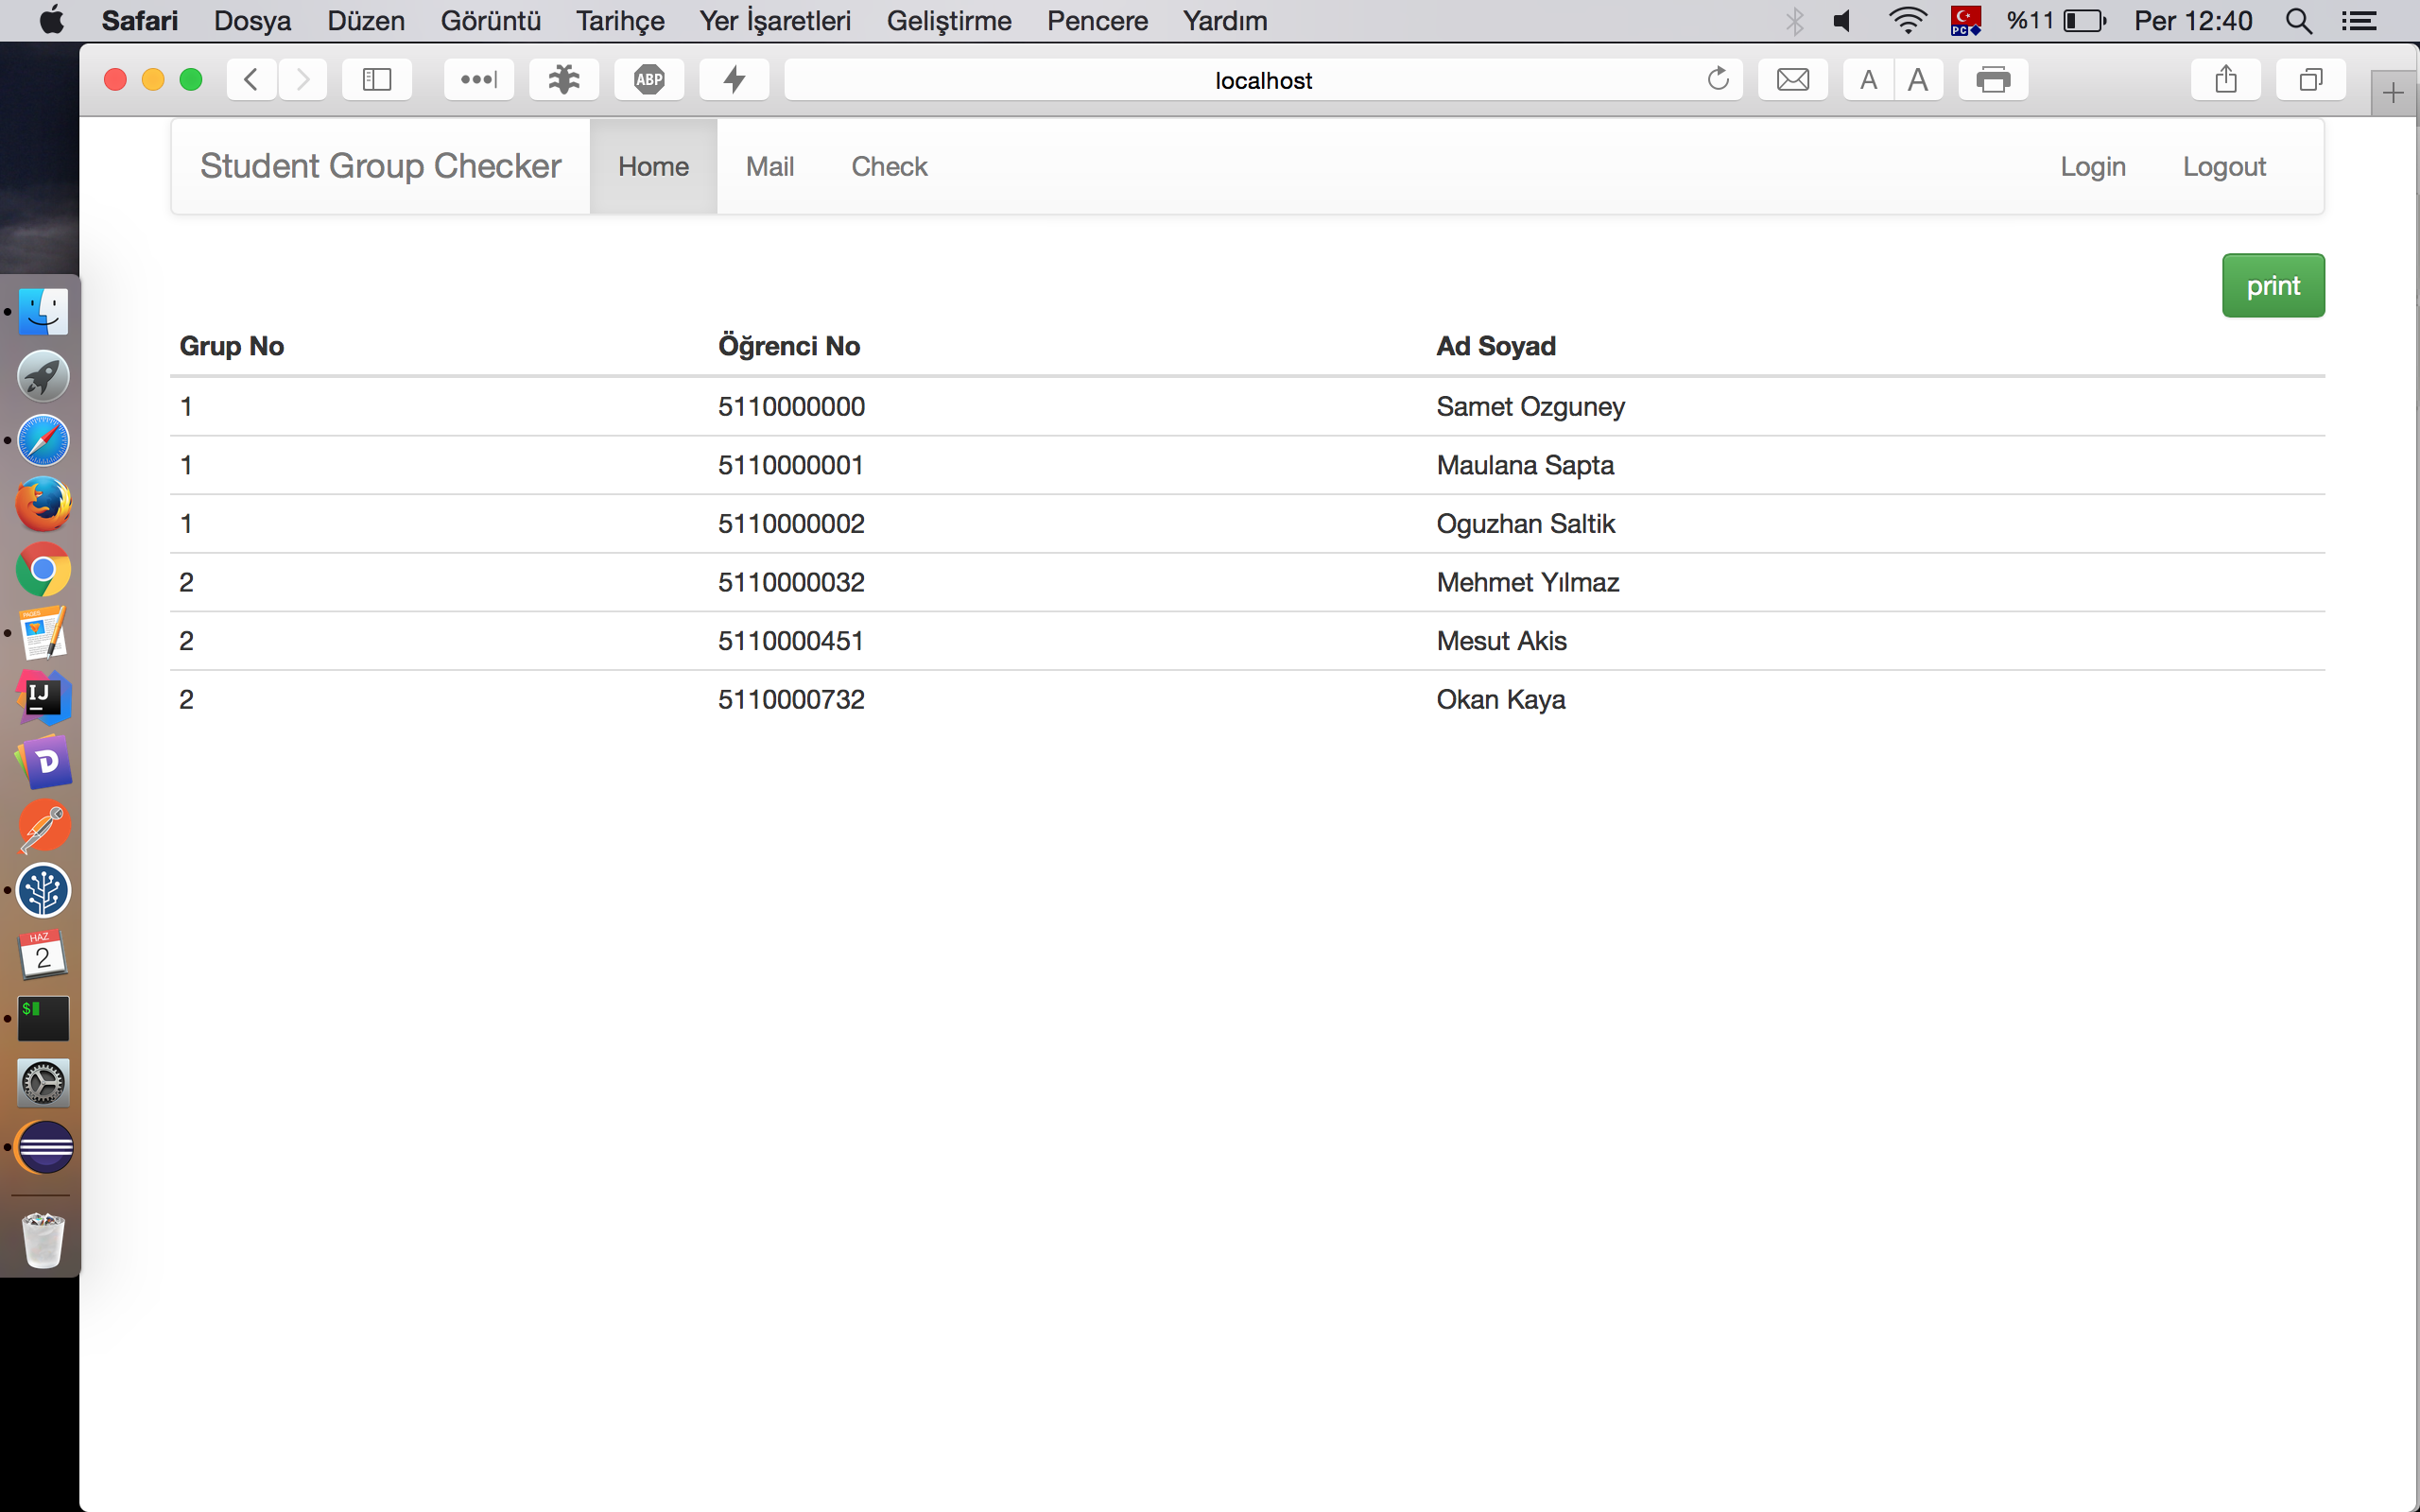 Safari Dosya Düzen Görüntü Tarihçe Yer İşaretleri Geliştirme Pencere Yardım PC %11 Per 12:40
ABP localhost A A
Student Group Checker Home Mail Check Login Logout
print
Grup No Öğrenci No Ad Soyad
1 5110000000 Samet Ozguney
1 5110000001 Maulana Sapta
1 5110000002 Oguzhan Saltik
2 5110000032 Mehmet Yılmaz
2 5110000451 Mesut Akis
2 5110000732 Okan Kaya
PAGES
IJ
D
HAZ
2
$